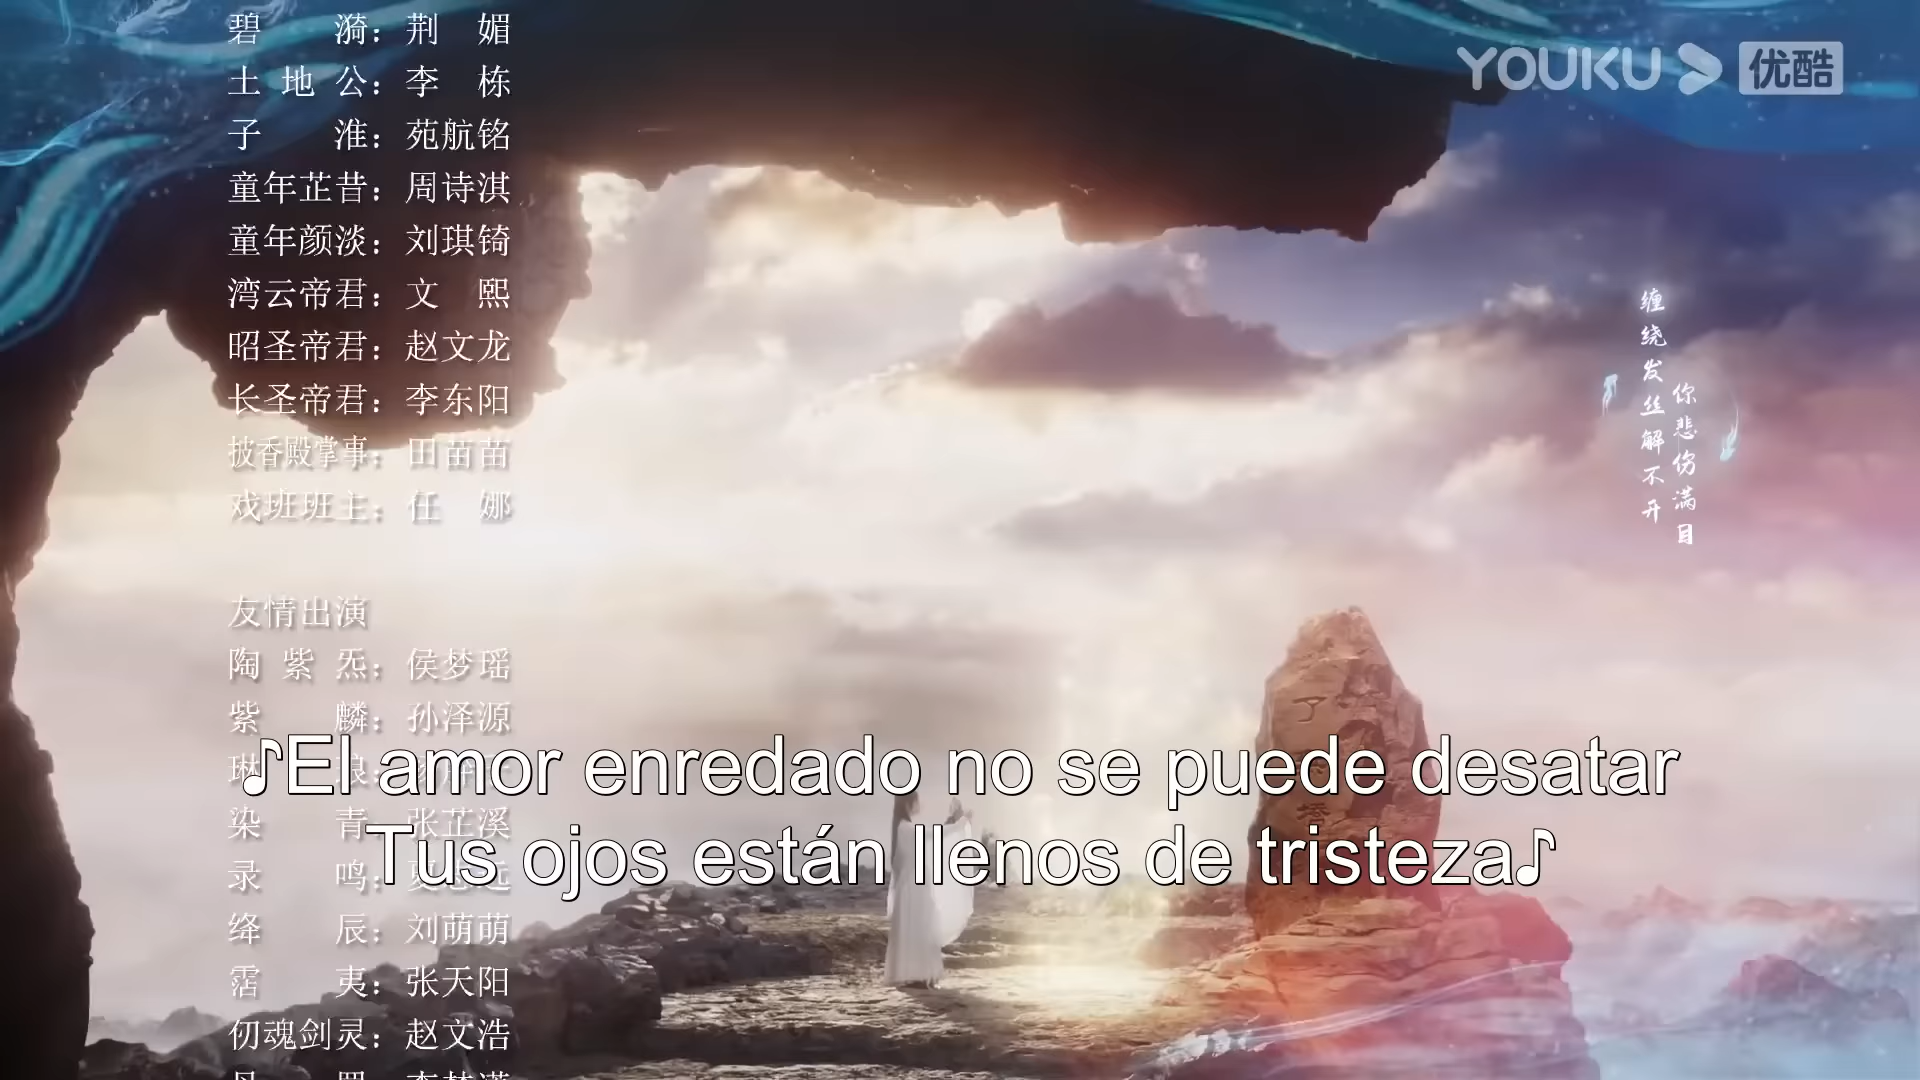 碧漪：荆媚
YOUKU 优酷
土地公：李栋
子淮：苑航铭
童年芷昔：周诗淇
童年颜淡：刘琪锜
湾云帝君：文熙
昭圣帝君：赵文龙
长圣帝君：李东阳
披香殿掌事：田苗苗
戏班班主：任娜
缠绕发丝解不开
你悲伤满目
友情出演
陶紫炁：侯梦瑶
紫麟：孙泽源
琳琅：
♪El amor enredado no se puede desatar
染青：张芷溪
Tus ojos están llenos de tristeza♪
录鸣：
绛辰：刘萌萌
霑夷：张天阳
仞魂剑灵：赵文浩